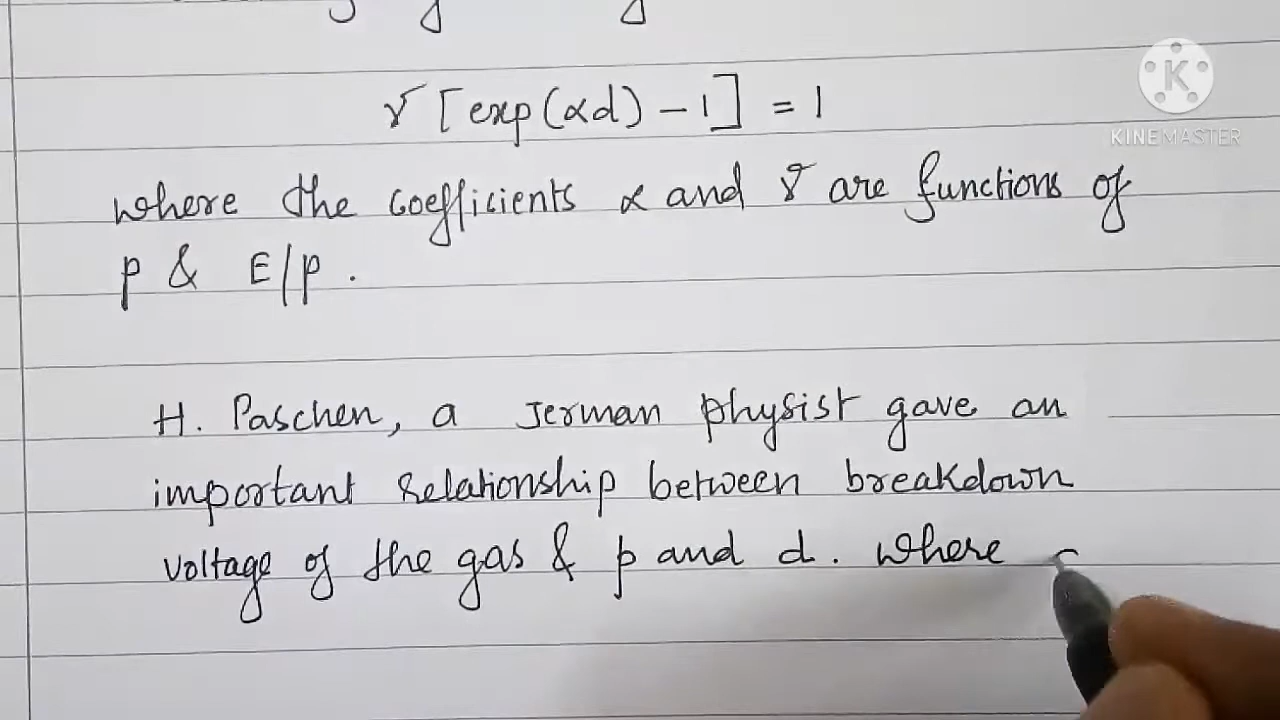 γ [exp(αd) - 1] = 1
KINEMASTER
where the coefficients α and γ are functions of
p & E/p.
H. Paschen, a Jerman physist gave an
important relationship between breakdown
voltage of the gas & p and d. where